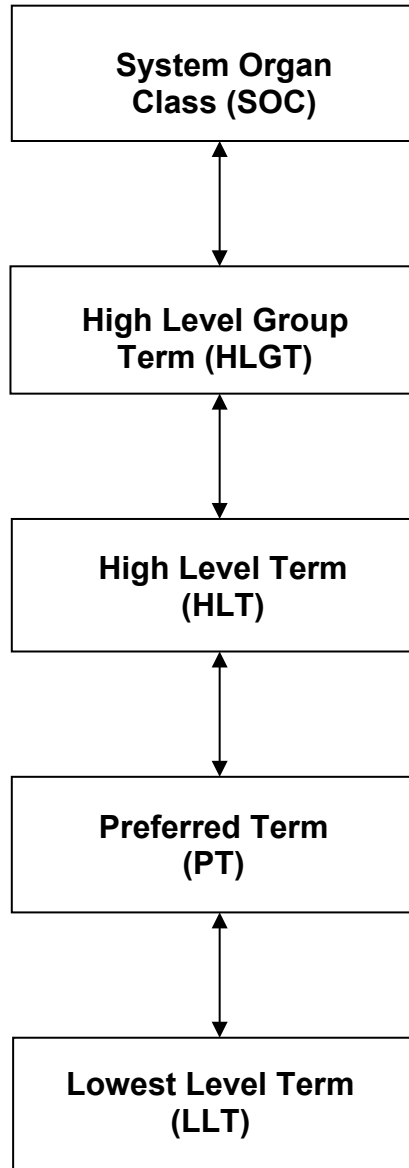 System Organ
Class (SOC)
High Level Group
Term (HLGT)
High Level Term
(HLT)
Preferred Term
(PT)
Lowest Level Term
(LLT)